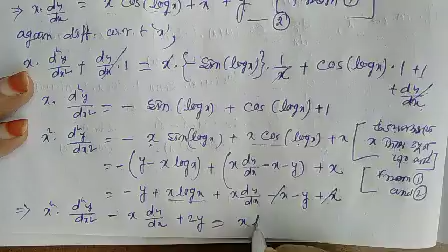 ⇒ x. dy/dx = x cos(logx) + x + y — ②
again diff. w.r.t 'x',
x. d²y/dx² + dy/dx . 1 = x. {- sin(logx)} . 1/x + cos(logx) . 1 + 1 + dy/dx
x. d²y/dx² = - sin(logx) + cos(logx) + 1
x². d²y/dx² = x sin(logx) + x cos(logx) + x
= -(y - x logx) + (x dy/dx - x - y) + x [from ① and ②]
= - y + x logx + x dy/dx - x - y + x
⇒ x². d²y/dx² - x dy/dx + 2y = x